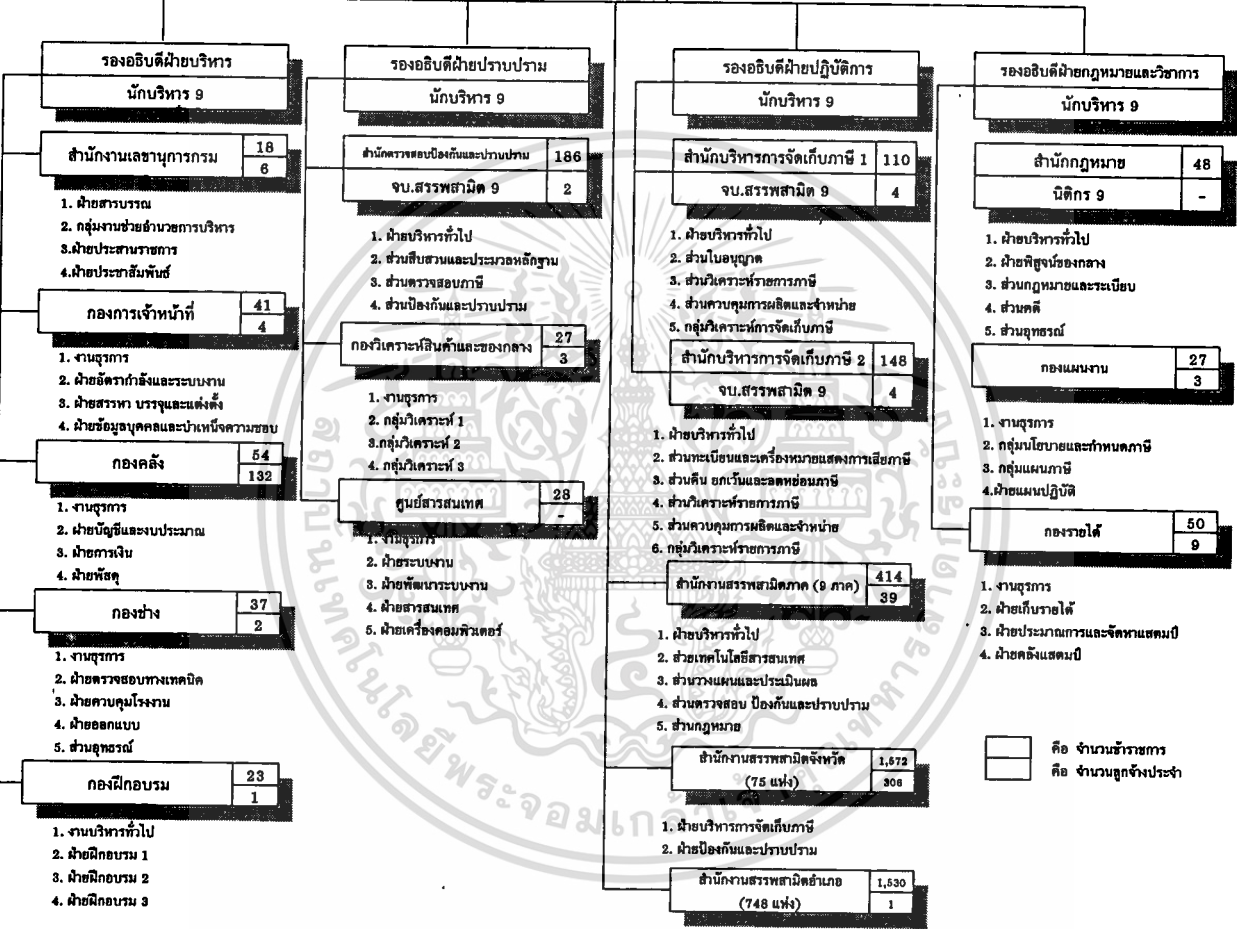 รองอธิบดีฝ่ายบริหาร
นักบริหาร 9
สำนักงานเลขานุการกรม 18
6
1. ฝ่ายสารบรรณ
2. กลุ่มงานช่วยอำนวยการบริหาร
3.ฝ่ายประสานราชการ
4.ฝ่ายประชาสัมพันธ์
กองการเจ้าหน้าที่ 41
4
1. งานธุรการ
2. ฝ่ายอัตรากำลังและระบบงาน
3. ฝ่ายสรรหา บรรจุและแต่งตั้ง
4. ฝ่ายข้อมูลบุคคลและบำเหน็จความชอบ
กองคลัง 54
132
1. งานธุรการ
2. ฝ่ายบัญชีและงบประมาณ
3. ฝ่ายการเงิน
4. ฝ่ายพัสดุ
กองช่าง 37
2
1. งานธุรการ
2. ฝ่ายตรวจสอบทางเทคนิค
3. ฝ่ายควบคุมโรงงาน
4. ฝ่ายออกแบบ
5. ส่วนอุทธรณ์
กองฝึกอบรม 23
1
1. งานบริหารทั่วไป
2. ฝ่ายฝึกอบรม 1
3. ฝ่ายฝึกอบรม 2
4. ฝ่ายฝึกอบรม 3
รองอธิบดีฝ่ายปราบปราม
นักบริหาร 9
สำนักตรวจสอบป้องกันและปราบปราม 186
จบ.สรรพสามิต 9 2
1. ฝ่ายบริหารทั่วไป
2. ส่วนสืบสวนและประมวลหลักฐาน
3. ส่วนตรวจสอบภาษี
4. ส่วนป้องกันและปราบปราม
กองวิเคราะห์สินค้าและของกลาง 27
3
1. งานธุรการ
2. กลุ่มวิเคราะห์ 1
3.กลุ่มวิเคราะห์ 2
4. กลุ่มวิเคราะห์ 3
ศูนย์สารสนเทศ 28
-
1. งานธุรการ
2. ฝ่ายระบบงาน
3. ฝ่ายพัฒนาระบบงาน
4. ฝ่ายสารสนเทศ
5. ฝ่ายเครื่องคอมพิวเตอร์
รองอธิบดีฝ่ายปฏิบัติการ
นักบริหาร 9
สำนักบริหารการจัดเก็บภาษี 1 110
จบ.สรรพสามิต 9 4
1. ฝ่ายบริหารทั่วไป
2. ส่วนใบอนุญาต
3. ส่วนวิเคราะห์รายการภาษี
4. ส่วนควบคุมการผลิตและจำหน่าย
5. กลุ่มวิเคราะห์การจัดเก็บภาษี
สำนักบริหารการจัดเก็บภาษี 2 148
จบ.สรรพสามิต 9 4
1. ฝ่ายบริหารทั่วไป
2. ส่วนทะเบียนและเครื่องหมายแสดงการเสียภาษี
3. ส่วนคืน ยกเว้นและลดหย่อนภาษี
4. ส่วนวิเคราะห์รายการภาษี
5. ส่วนควบคุมการผลิตและจำหน่าย
6. กลุ่มวิเคราะห์รายการภาษี
สำนักงานสรรพสามิตภาค (9 ภาค) 414
39
1. ฝ่ายบริหารทั่วไป
2. ส่วยเทคโนโลยีสารสนเทศ
3. ส่วนวางแผนและประเมินผล
4. ส่วนตรวจสอบ ป้องกันและปราบปราม
5. ส่วนกฎหมาย
สำนักงานสรรพสามิตจังหวัด 1,572
(75 แห่ง) 306
1. ฝ่ายบริหารการจัดเก็บภาษี
2. ฝ่ายป้องกันและปราบปราม
สำนักงานสรรพสามิตอำเภอ 1,530
(748 แห่ง) 1
รองอธิบดีฝ่ายกฎหมายและวิชาการ
นักบริหาร 9
สำนักกฎหมาย 48
นิติกร 9 -
1. ฝ่ายบริหารทั่วไป
2. ฝ่ายพิสูจน์ของกลาง
3. ส่วนกฎหมายและระเบียบ
4. ส่วนคดี
5. ส่วนอุทธรณ์
กองแผนงาน 27
3
1. งานธุรการ
2. กลุ่มนโยบายและกำหนดภาษี
3. กลุ่มแผนภาษี
4.ฝ่ายแผนปฏิบัติ
กองรายได้ 50
9
1. งานธุรการ
2. ฝ่ายเก็บรายได้
3. ฝ่ายประมาณการและจัดหาแสตมป์
4. ฝ่ายคลังแสตมป์
คือ จำนวนข้าราชการ
คือ จำนวนลูกจ้างประจำ